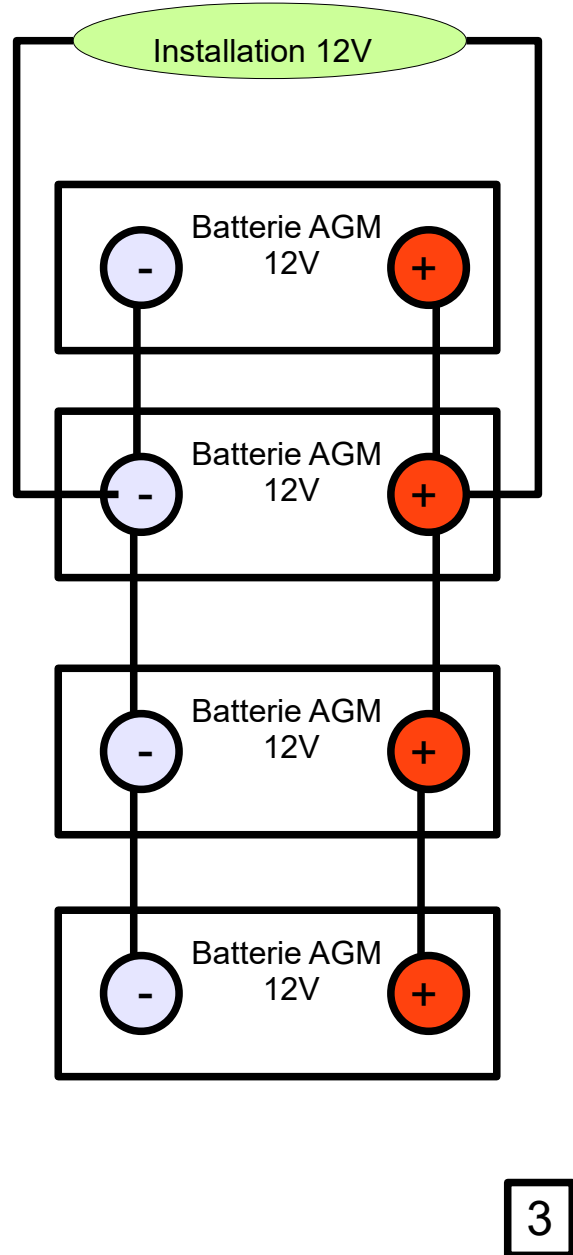 Installation 12V
Batterie AGM
12V
-
+
Batterie AGM
12V
-
+
Batterie AGM
12V
-
+
Batterie AGM
12V
-
+
3